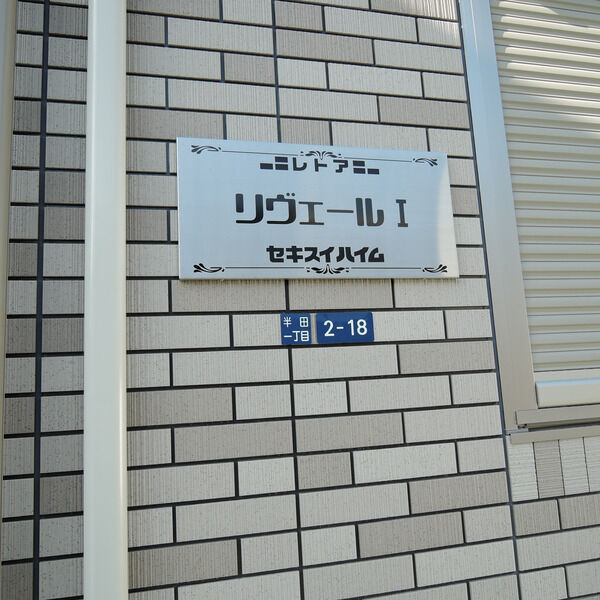 レトア
リヴェールⅠ
セキスイハイム
半田
一丁目
2-18